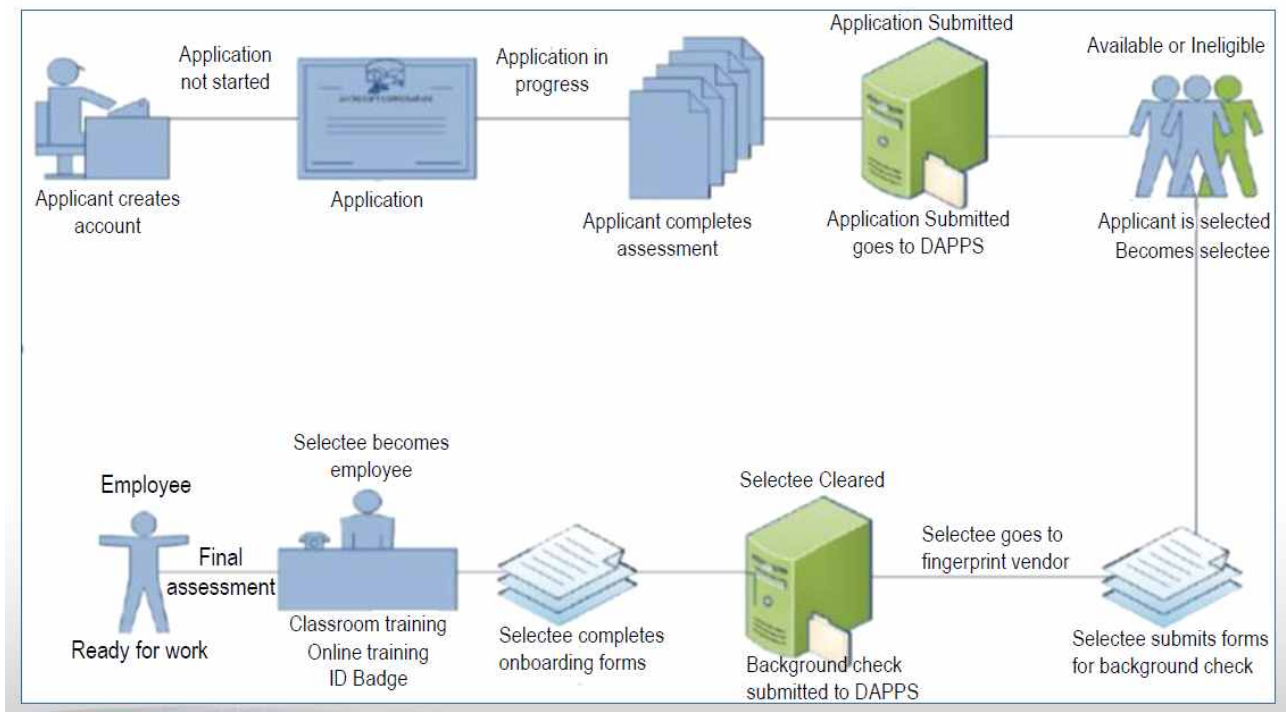 Application
not started
Applicant creates
account
Application
Application in
progress
Applicant completes
assessment
Application Submitted
Application Submitted
goes to DAPPS
Available or Ineligible
Applicant is selected
Becomes selectee
Employee
Ready for work
Final
assessment
Selectee becomes
employee
Classroom training
Online training
ID Badge
Selectee completes
onboarding forms
Selectee Cleared
Background check
submitted to DAPPS
Selectee goes to
fingerprint vendor
Selectee submits forms
for background check